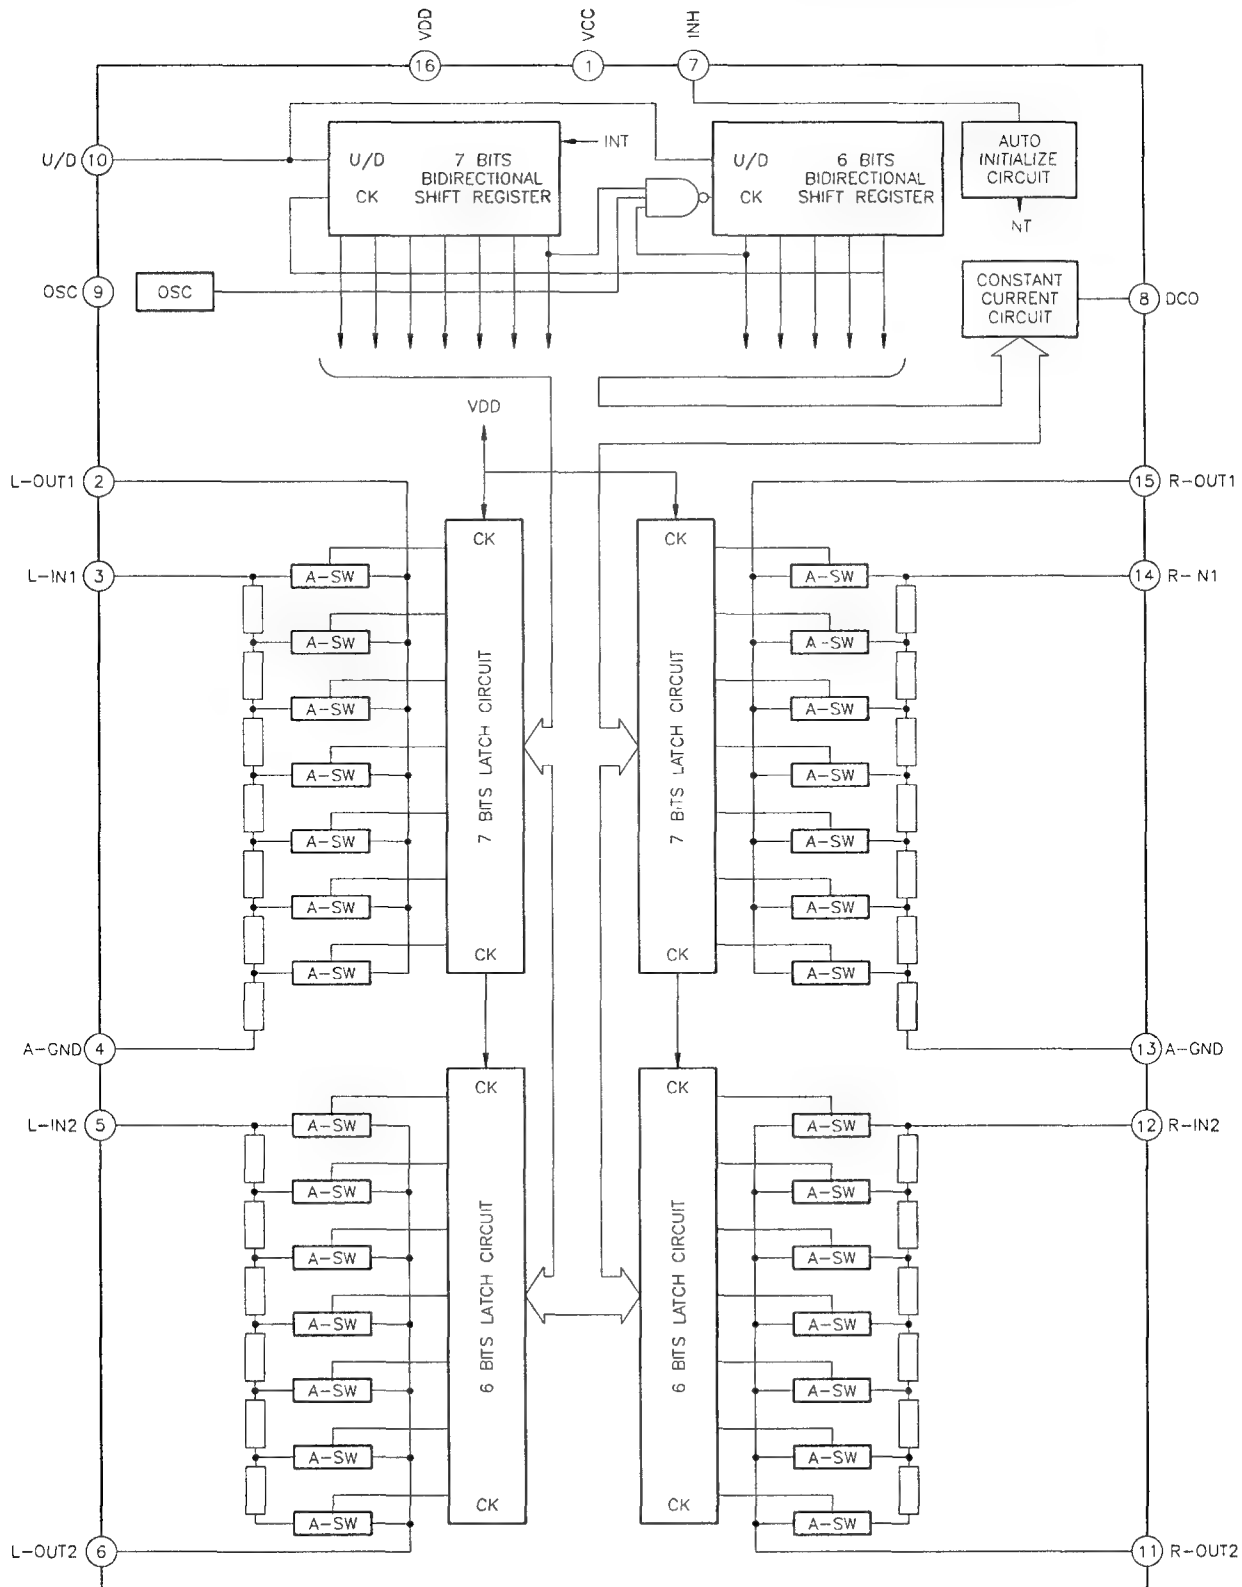 VDD
VCC
INH
16
1
7
U/D 10
U/D
CK
7 BITS
BIDIRECTIONAL
SHIFT REGISTER
INT
U/D
CK
6 BITS
BIDIRECTIONAL
SHIFT REGISTER
AUTO
INITIALIZE
CIRCUIT
NT
OSC 9
OSC
CONSTANT
CURRENT
CIRCUIT
8 DCO
VDD
L-OUT1 2
15 R-OUT1
CK
CK
L-IN1 3
A-SW
A-SW
14 R-N1
A-SW
A-SW
A-SW
A-SW
A-SW
A-SW
A-SW
A-SW
A-SW
A-SW
A-SW
A-SW
7 BITS LATCH CIRCUIT
7 BITS LATCH CIRCUIT
CK
CK
A-GND 4
13 A-GND
CK
CK
L-IN2 5
A-SW
A-SW
12 R-IN2
A-SW
A-SW
A-SW
A-SW
A-SW
A-SW
A-SW
A-SW
A-SW
A-SW
A-SW
A-SW
6 BITS LATCH CIRCUIT
6 BITS LATCH CIRCUIT
CK
CK
L-OUT2 6
11 R-OUT2